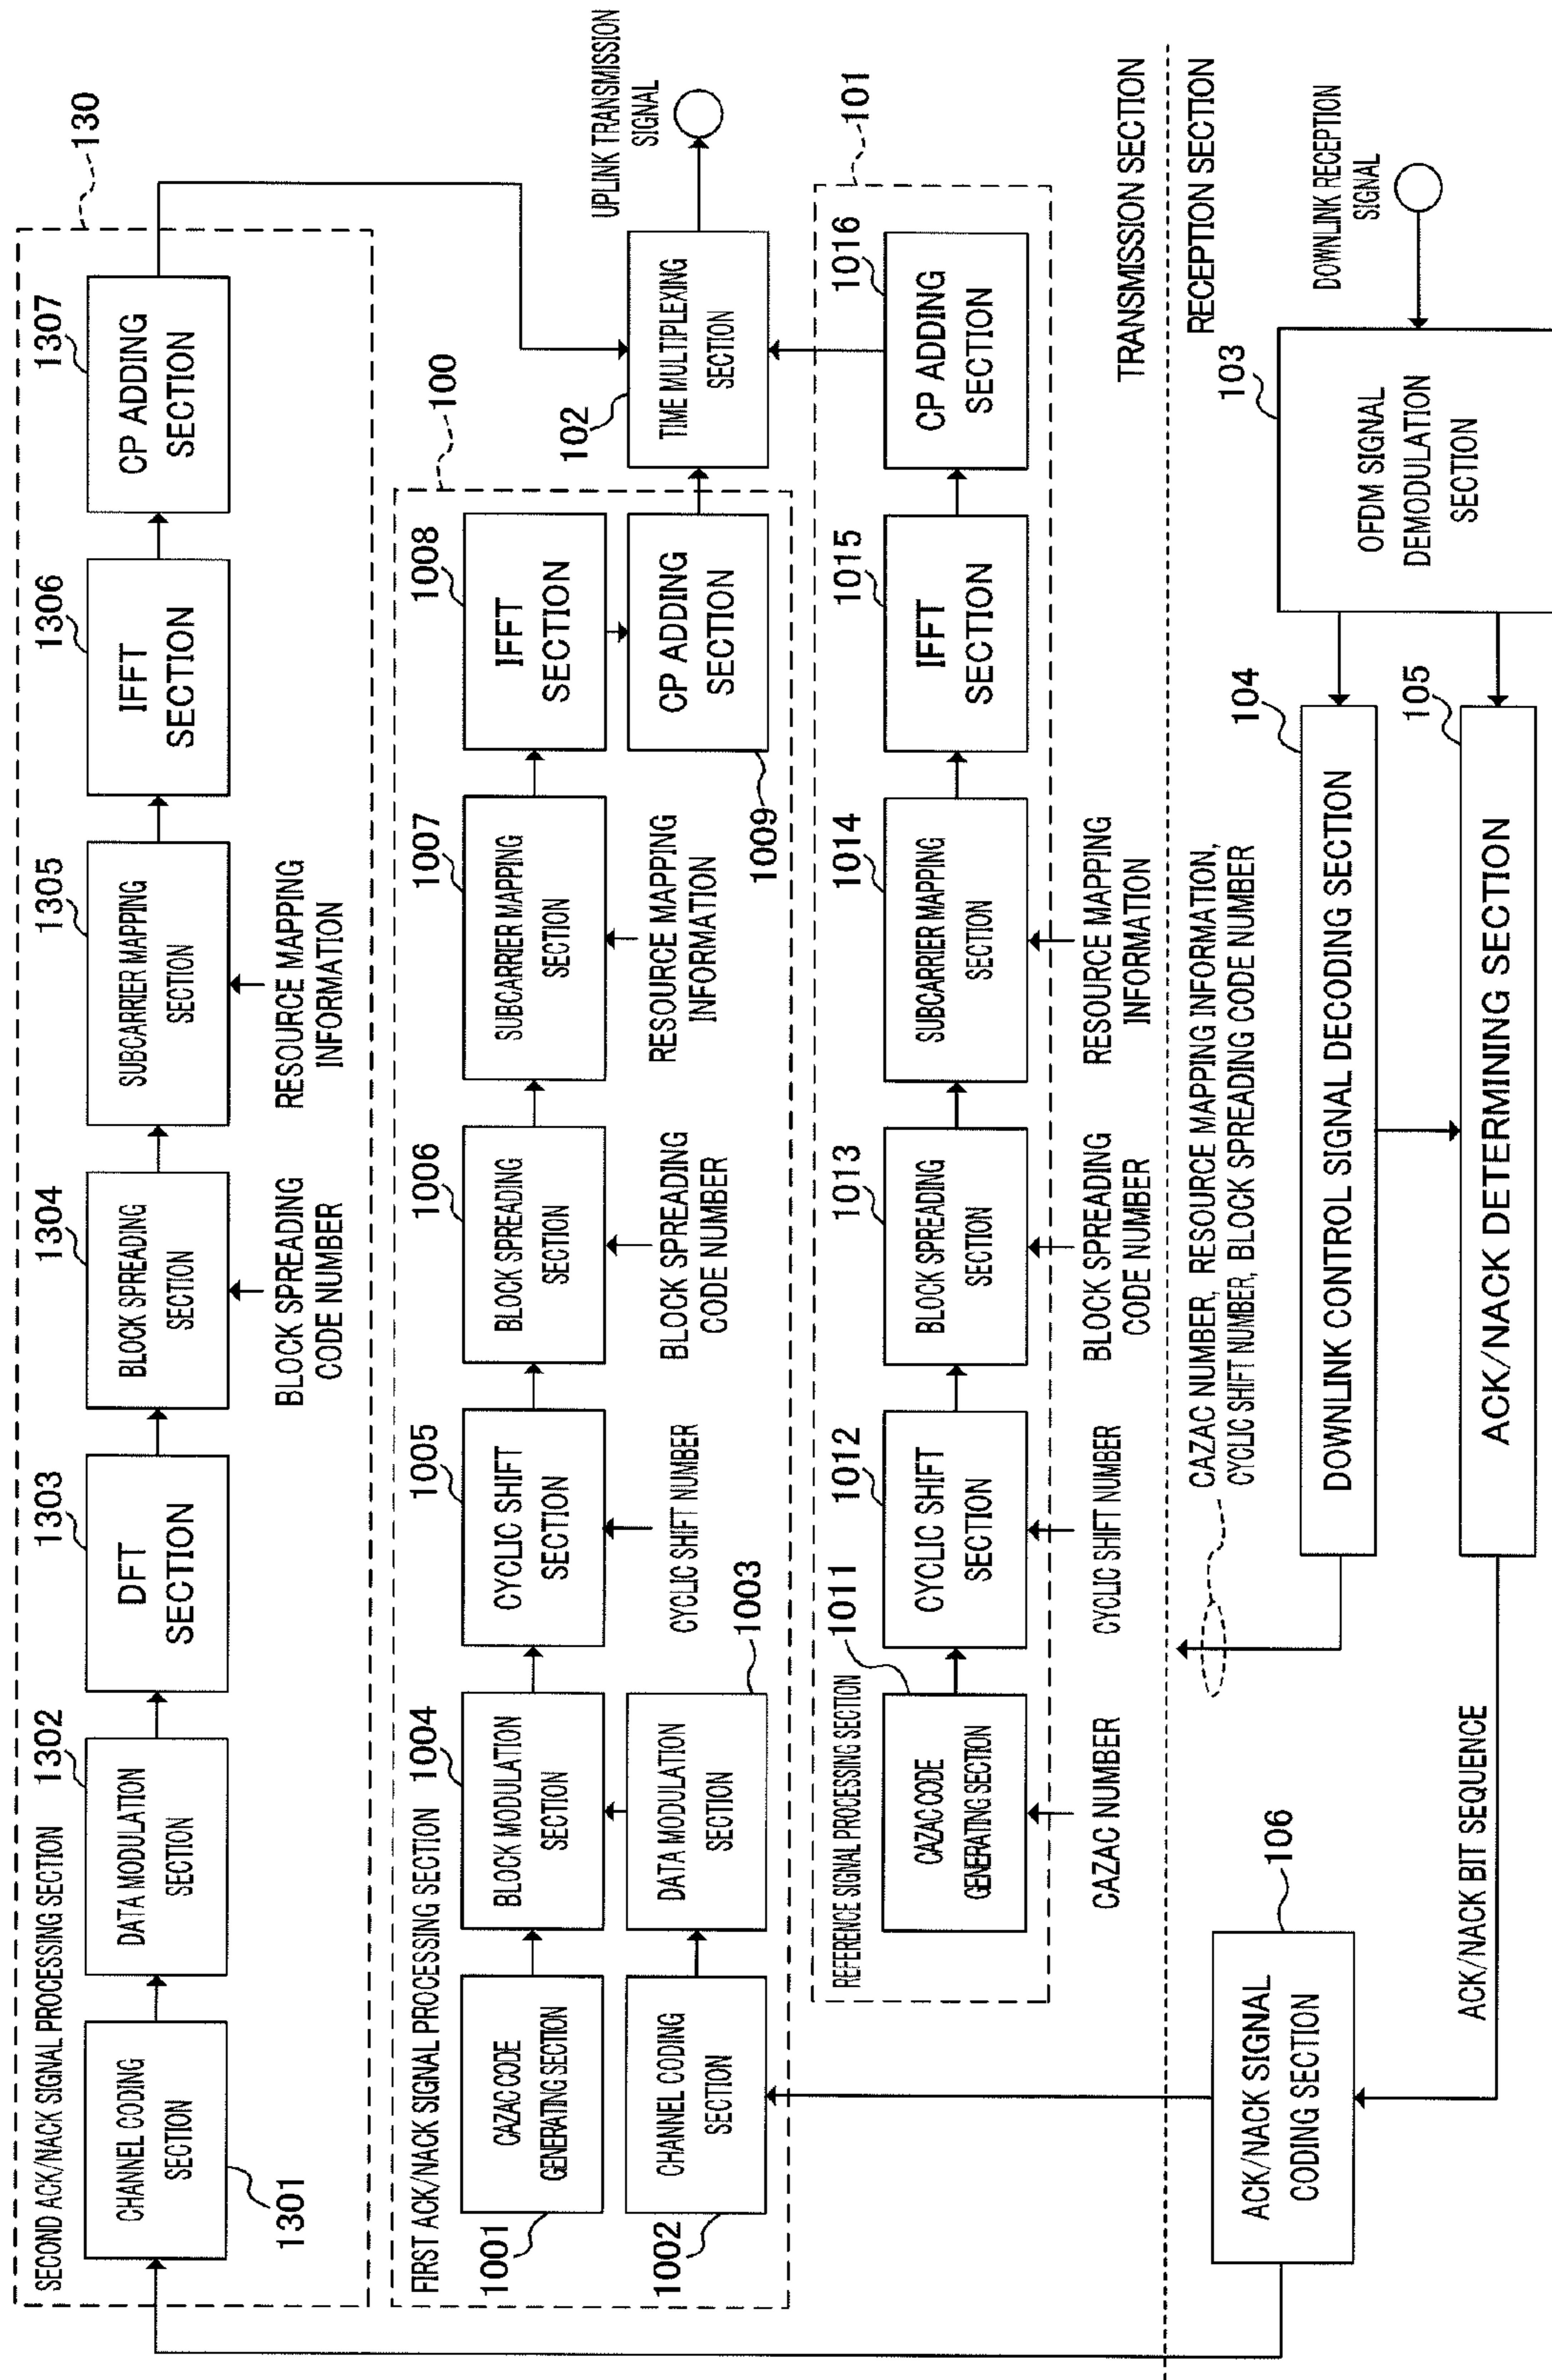 SECOND ACK/NACK SIGNAL PROCESSING SECTION
130
1301
CHANNEL CODING
SECTION
1302
DATA MODULATION
SECTION
1303
DFT
SECTION
1304
BLOCK SPREADING
SECTION
BLOCK SPREADING
CODE NUMBER
1305
SUBCARRIER MAPPING
SECTION
RESOURCE MAPPING
INFORMATION
1306
IFFT
SECTION
1307
CP ADDING
SECTION
FIRST ACK/NACK SIGNAL PROCESSING SECTION
100
1001
CAZAC CODE
GENERATING SECTION
1002
CHANNEL CODING
SECTION
1003
DATA MODULATION
SECTION
1004
BLOCK MODULATION
SECTION
1005
CYCLIC SHIFT
SECTION
CYCLIC SHIFT NUMBER
1006
BLOCK SPREADING
SECTION
BLOCK SPREADING
CODE NUMBER
1007
SUBCARRIER MAPPING
SECTION
RESOURCE MAPPING
INFORMATION
1008
IFFT
SECTION
1009
CP ADDING
SECTION
102
TIME MULTIPLEXING
SECTION
UPLINK TRANSMISSION
SIGNAL
REFERENCE SIGNAL PROCESSING SECTION
101
1011
CAZAC CODE
GENERATING SECTION
CAZAC NUMBER
1012
CYCLIC SHIFT
SECTION
CYCLIC SHIFT NUMBER
1013
BLOCK SPREADING
SECTION
BLOCK SPREADING
CODE NUMBER
1014
SUBCARRIER MAPPING
SECTION
RESOURCE MAPPING
INFORMATION
1015
IFFT
SECTION
1016
CP ADDING
SECTION
TRANSMISSION SECTION
RECEPTION SECTION
CAZAC NUMBER, RESOURCE MAPPING INFORMATION,
CYCLIC SHIFT NUMBER, BLOCK SPREADING CODE NUMBER
106
ACK/NACK SIGNAL
CODING SECTION
ACK/NACK BIT SEQUENCE
104
DOWNLINK CONTROL SIGNAL DECODING SECTION
105
ACK/NACK DETERMINING SECTION
103
OFDM SIGNAL
DEMODULATION
SECTION
DOWNLINK RECEPTION
SIGNAL